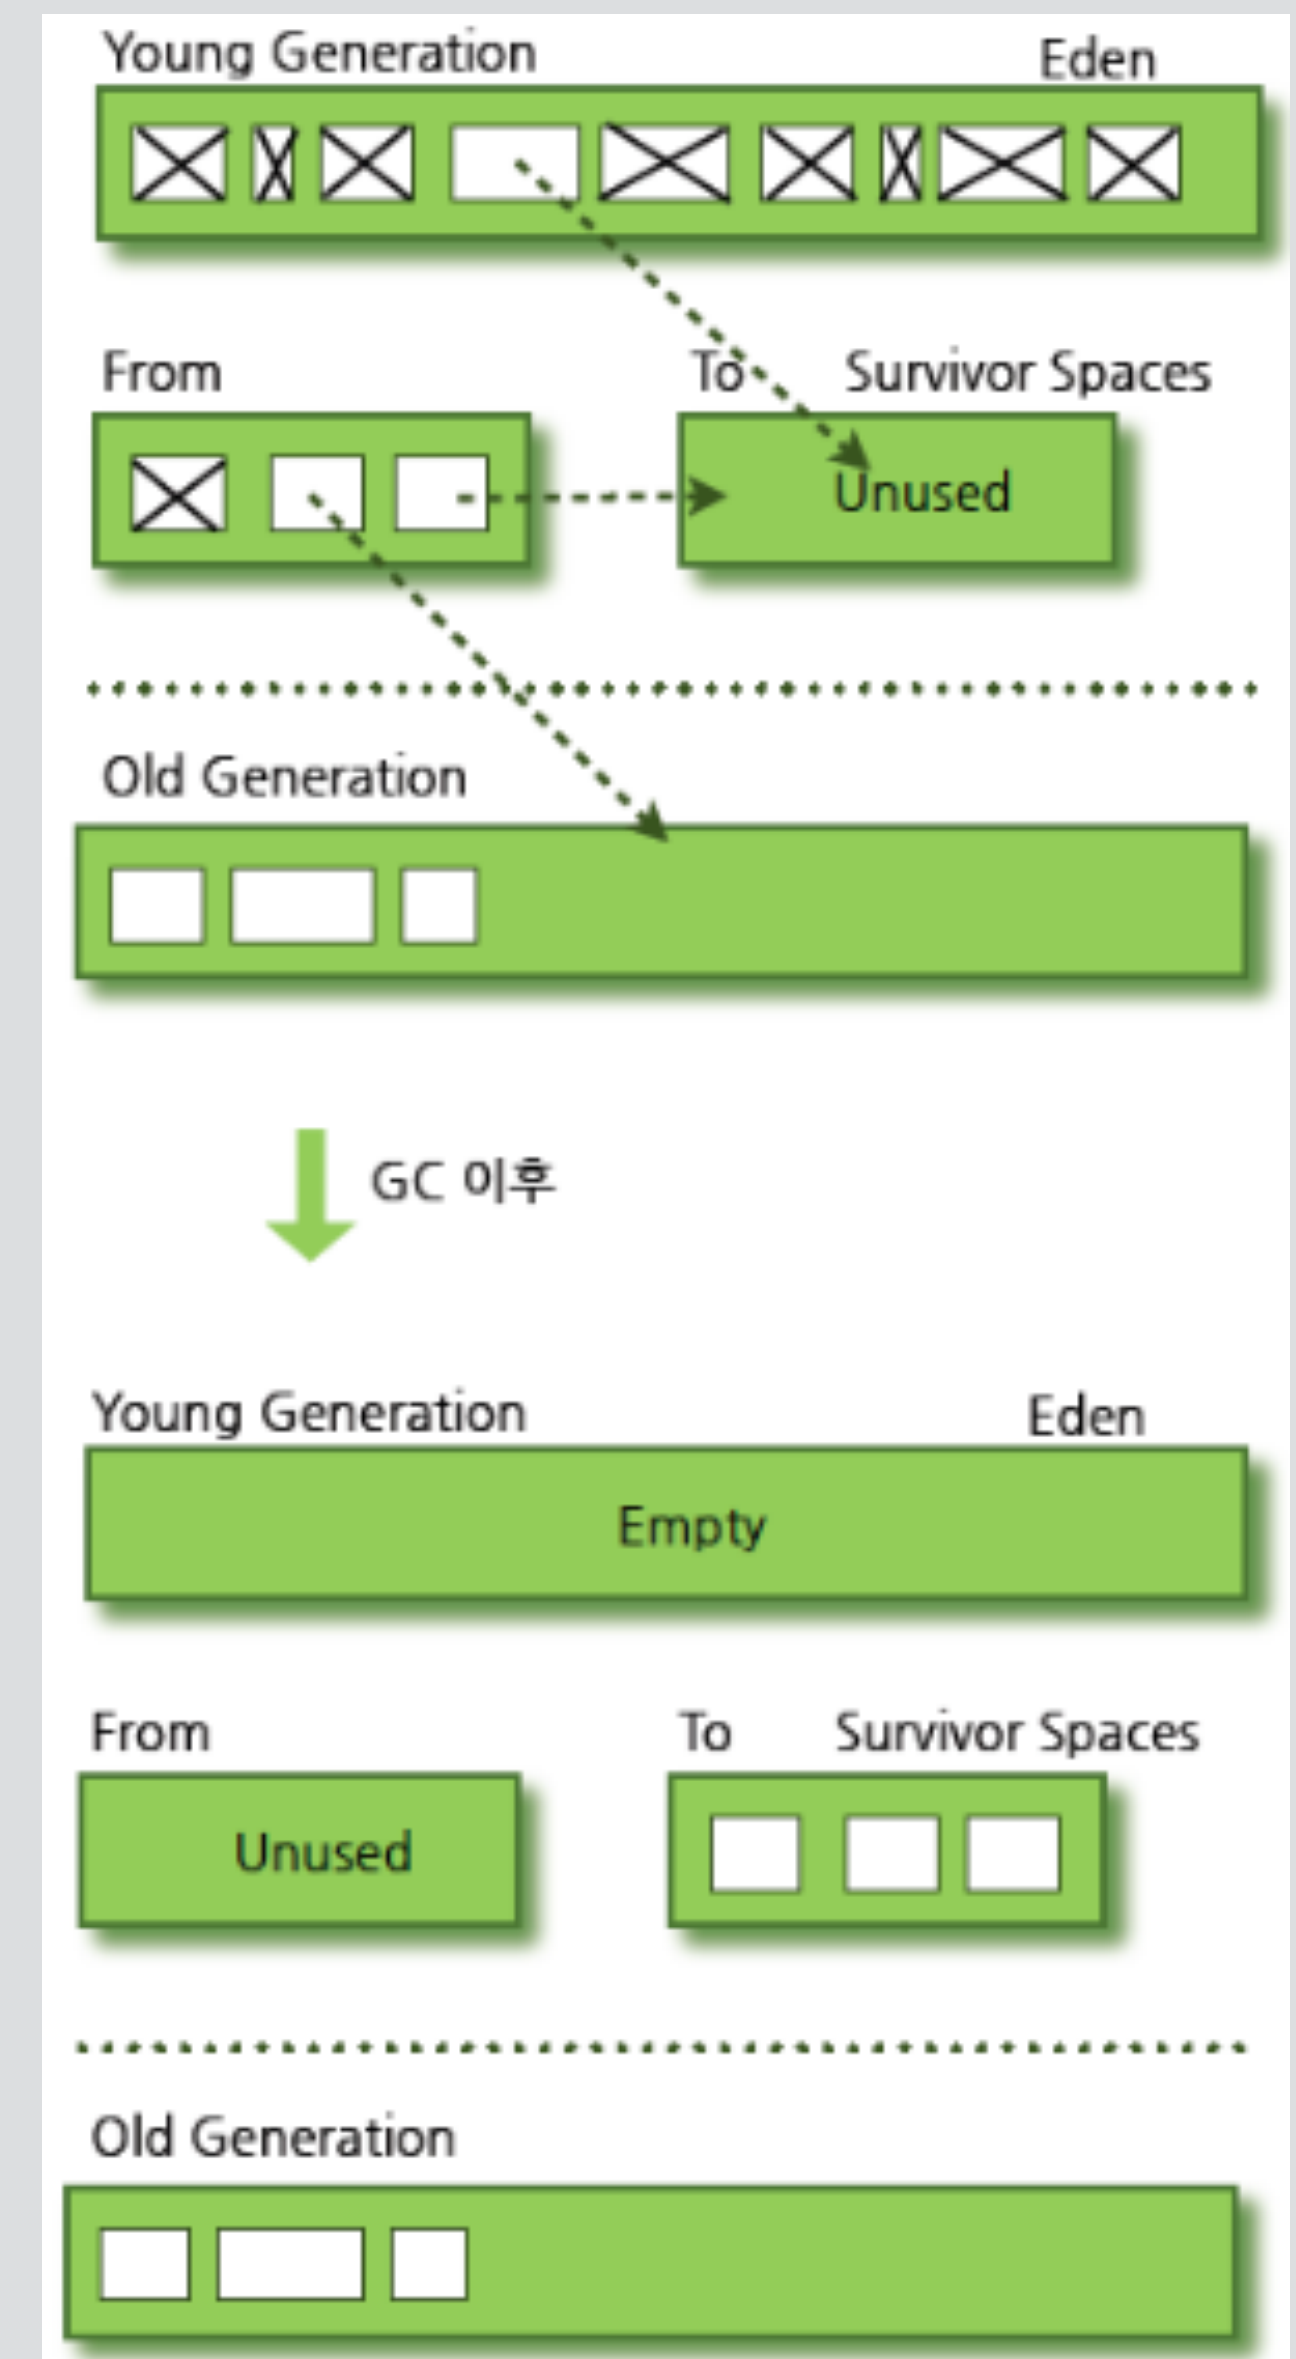 Young Generation Eden
From To Survivor Spaces
Unused
Old Generation
GC 이후
Young Generation Eden
Empty
From To Survivor Spaces
Unused
Old Generation